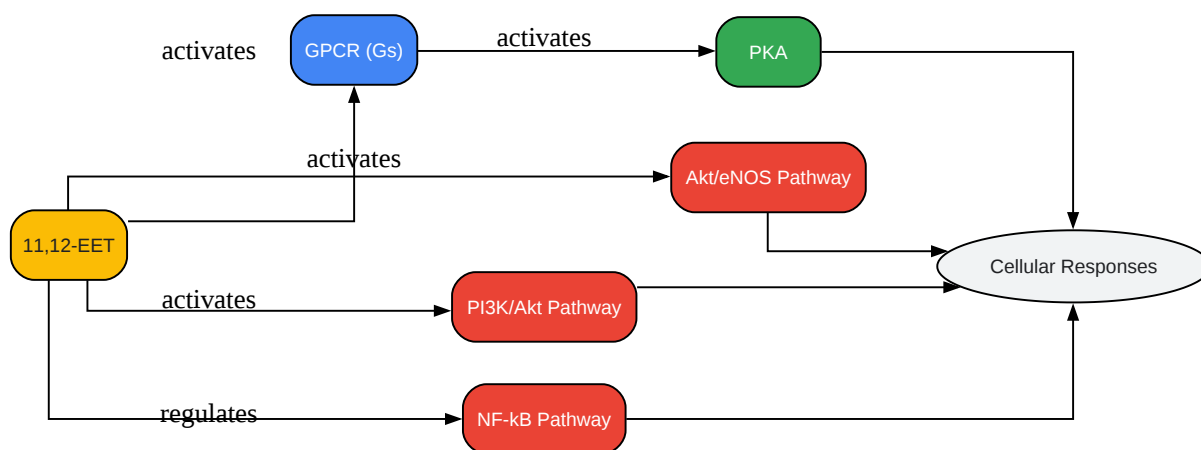 activates
GPCR (Gs)
activates
PKA
activates
Akt/eNOS Pathway
11,12-EET
Cellular Responses
activates
PI3K/Akt Pathway
regulates
NF-kB Pathway